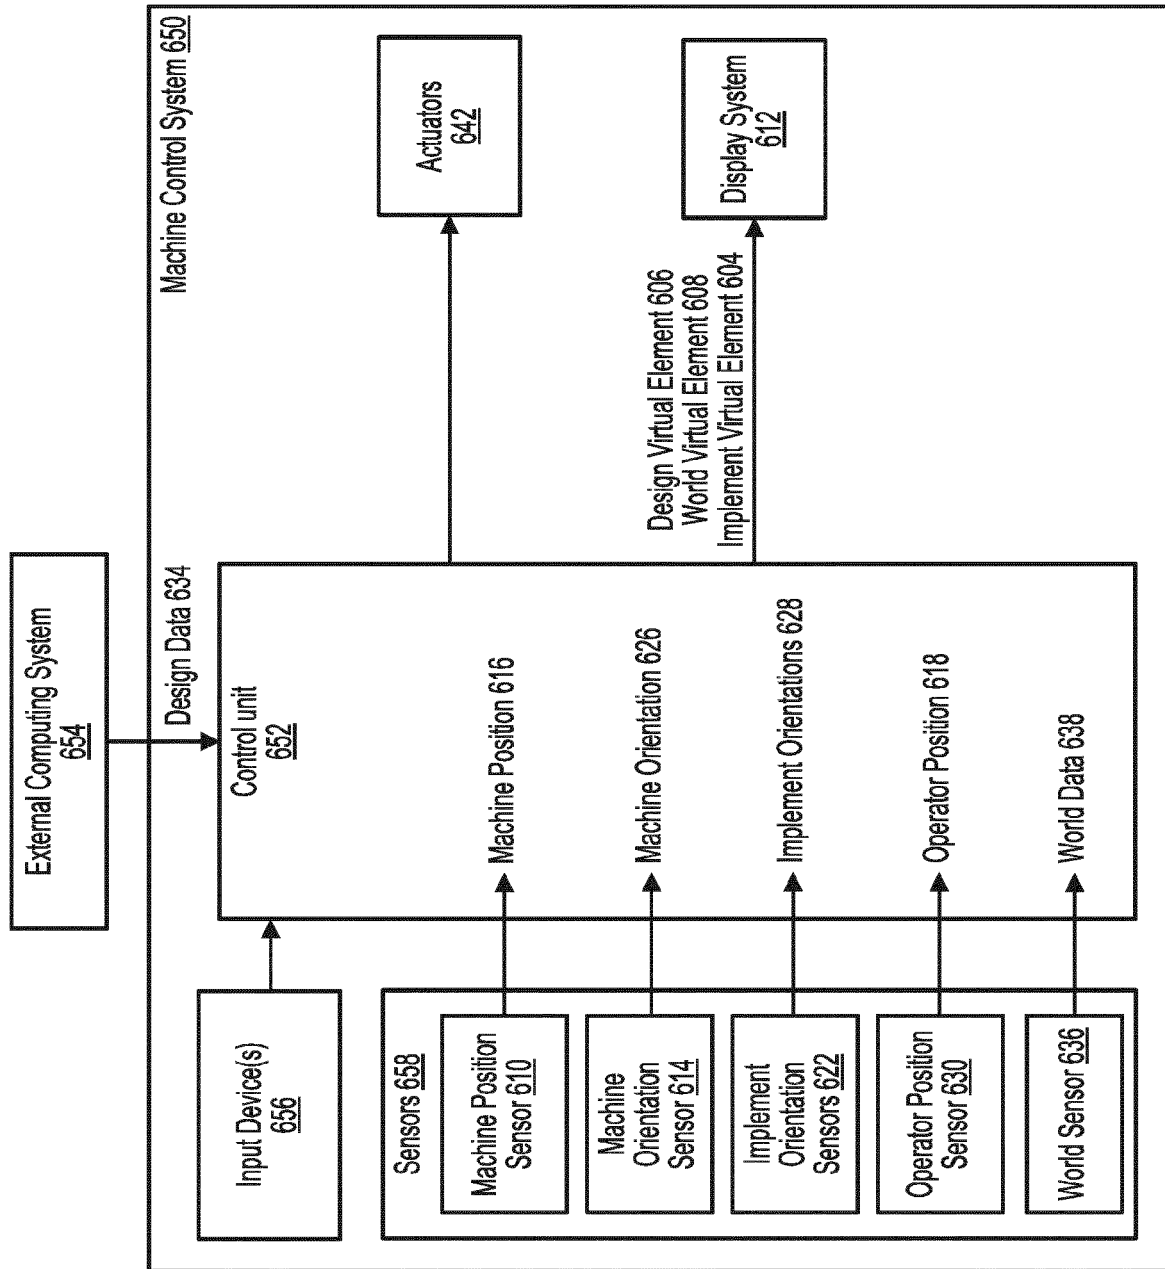 External Computing System
654
Machine Control System 650
Design Data 634
Input Device(s)
656
Control unit
652
Sensors 658
Machine Position
Sensor 610
Machine Position 616
Actuators
642
Machine
Orientation
Sensor 614
Machine Orientation 626
Implement
Orientation
Sensors 622
Implement Orientations 628
Design Virtual Element 606
World Virtual Element 608
Implement Virtual Element 604
Display System
612
Operator Position
Sensor 630
Operator Position 618
World Sensor 636
World Data 638